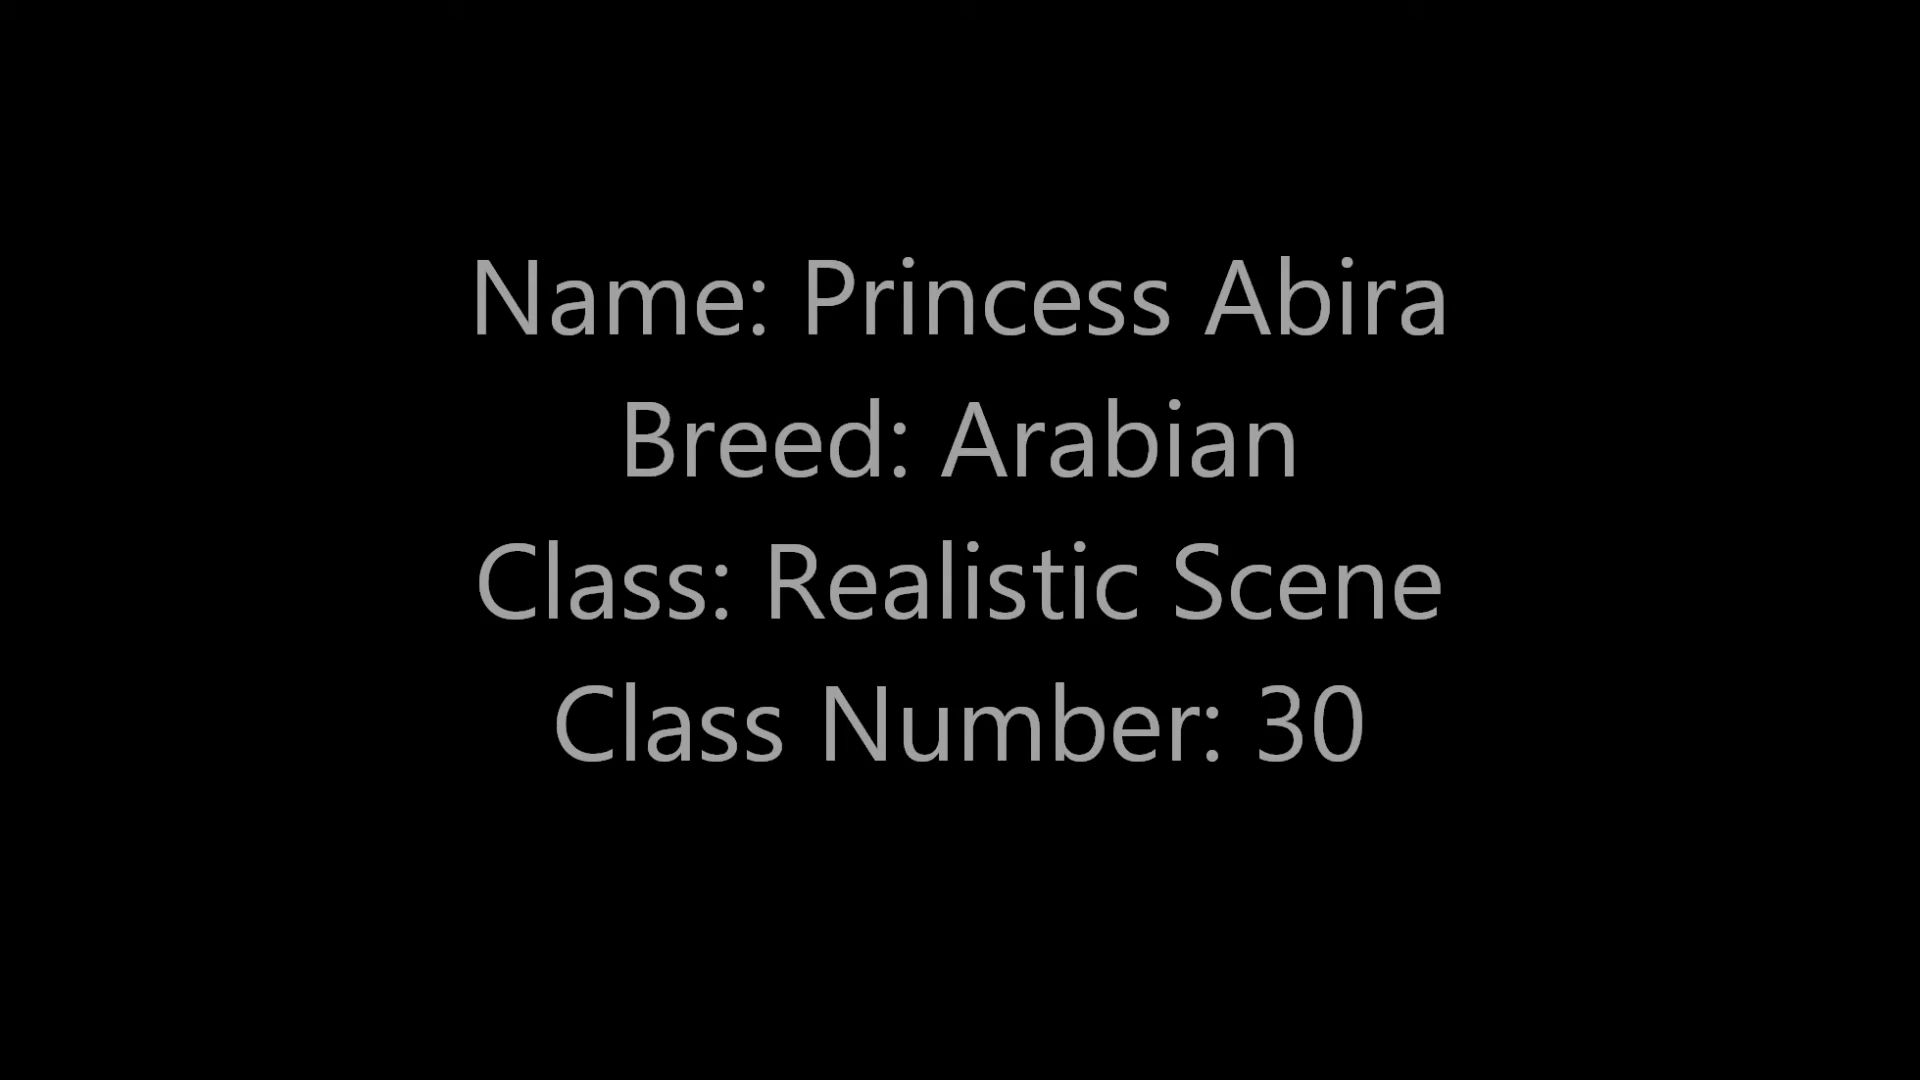 Name: Princess Abira
Breed: Arabian
Class: Realistic Scene
Class Number: 30